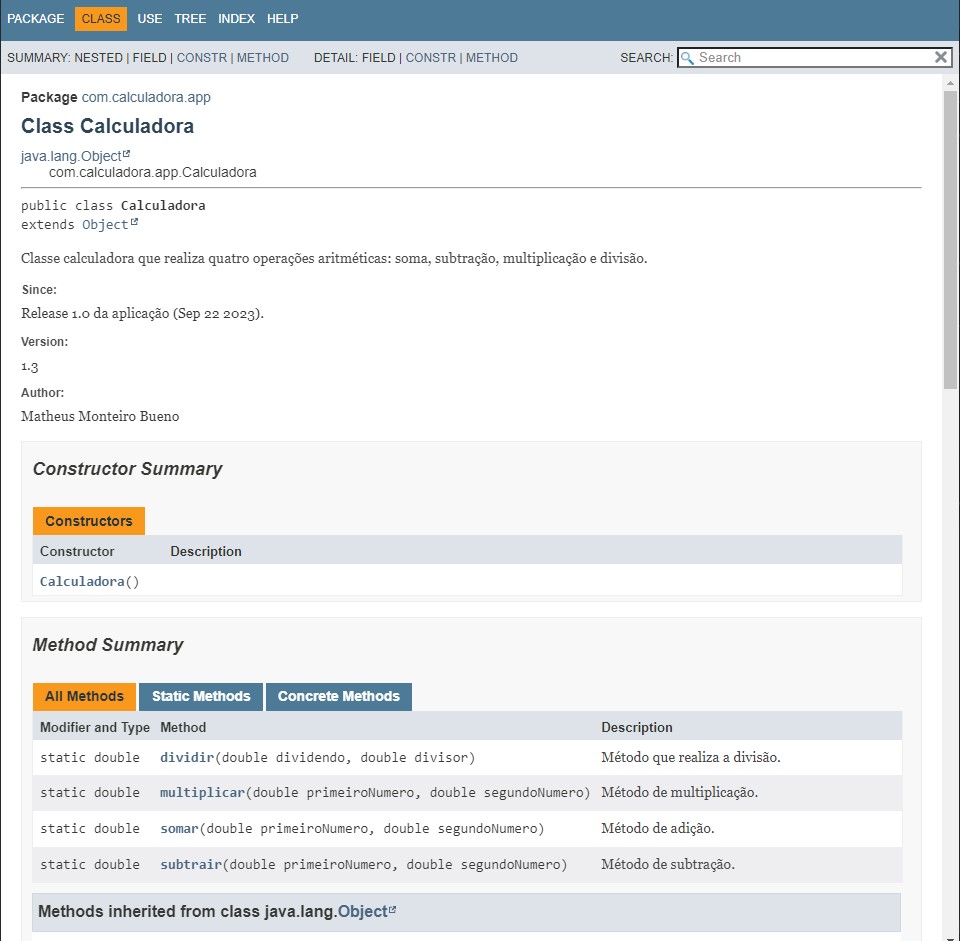 PACKAGE CLASS USE TREE INDEX HELP
SUMMARY: NESTED | FIELD | CONSTR | METHOD DETAIL: FIELD | CONSTR | METHOD SEARCH: Search
Package com.calculadora.app
Class Calculadora
java.lang.Object
com.calculadora.app.Calculadora
public class Calculadora
extends Object
Classe calculadora que realiza quatro operações aritméticas: soma, subtração, multiplicação e divisão.
Since:
Release 1.0 da aplicação (Sep 22 2023).
Version:
1.3
Author:
Matheus Monteiro Bueno
Constructor Summary
Constructors
Constructor Description
Calculadora()
Method Summary
All Methods Static Methods Concrete Methods
Modifier and Type Method Description
static double dividir(double dividendo, double divisor) Método que realiza a divisão.
static double multiplicar(double primeiroNumero, double segundoNumero) Método de multiplicação.
static double somar(double primeiroNumero, double segundoNumero) Método de adição.
static double subtrair(double primeiroNumero, double segundoNumero) Método de subtração.
Methods inherited from class java.lang.Object